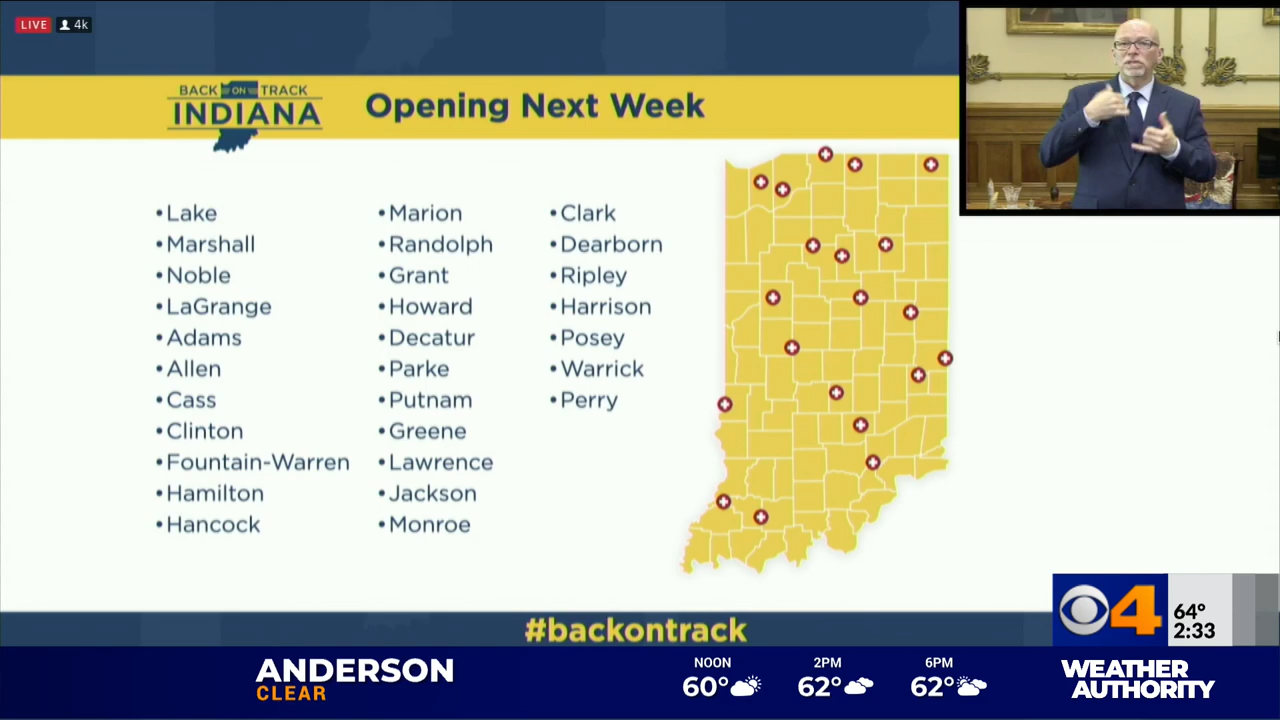 LIVE 4k
BACK ON TRACK
INDIANA
Opening Next Week
• Lake
• Marshall
• Noble
• LaGrange
• Adams
• Allen
• Cass
• Clinton
• Fountain-Warren
• Hamilton
• Hancock
• Marion
• Randolph
• Grant
• Howard
• Decatur
• Parke
• Putnam
• Greene
• Lawrence
• Jackson
• Monroe
• Clark
• Dearborn
• Ripley
• Harrison
• Posey
• Warrick
• Perry
#backontrack
4
64°
2:33
ANDERSON
CLEAR
NOON
60°
2PM
62°
6PM
62°
WEATHER
AUTHORITY